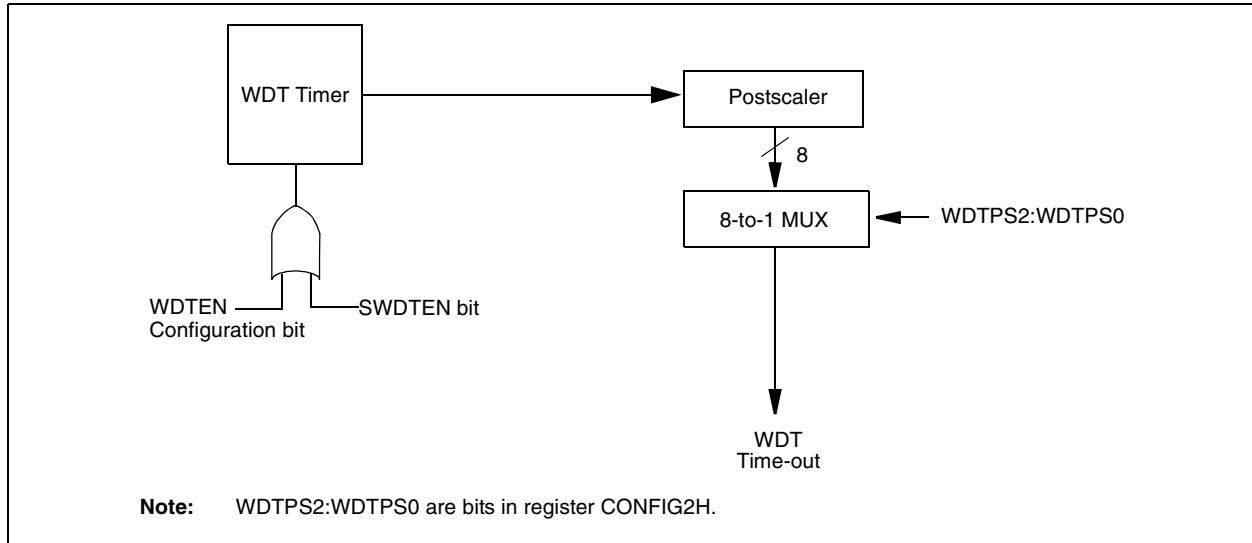 WDT Timer
Postscaler
8
8-to-1 MUX
WDTPS2:WDTPS0
WDTEN
Configuration bit
SWDTEN bit
WDT
Time-out
Note: WDTPS2:WDTPS0 are bits in register CONFIG2H.